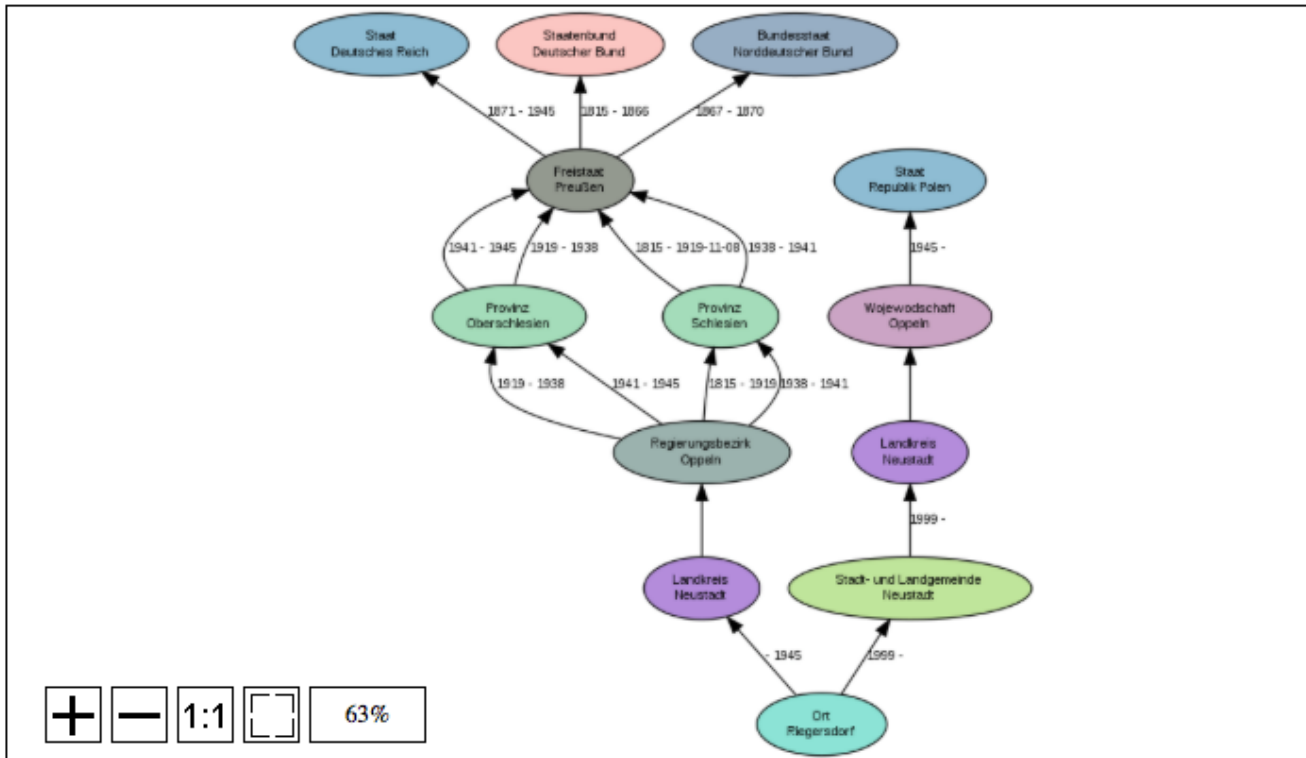 Staat
Deutsches Reich
Staatenbund
Deutscher Bund
Bundesstaat
Norddeutscher Bund
1871 - 1945
1815 - 1866
1867 - 1870
Freistaat
Preußen
Staat
Republik Polen
1941 - 1945
1919 - 1938
1815 - 1919-11-08
1938 - 1941
1945 -
Provinz
Oberschlesien
Provinz
Schlesien
Wojewodschaft
Oppeln
1919 - 1938
1941 - 1945
1815 - 1919
1938 - 1941
Regierungsbezirk
Oppeln
Landkreis
Neustadt
1999 -
Landkreis
Neustadt
Stadt- und Landgemeinde
Neustadt
- 1945
1999 -
Ort
Riegersdorf
1:1
63%